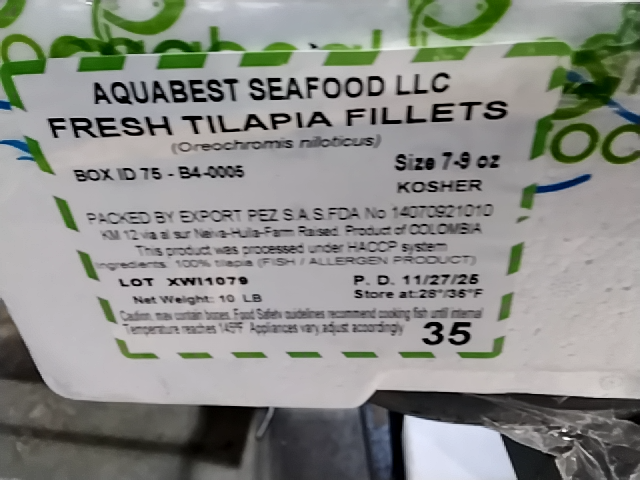 AQUABEST SEAFOOD LLC
FRESH TILAPIA FILLETS
(Oreochromis niloticus)
BOX ID 75 - B4-0005
Size 7-9 oz
KOSHER
PACKED BY EXPORT PEZ S.A.S.FDA No 14070921010
KM 12 via al sur Neiva-Huila-Farm Raised. Product of COLOMBIA
This product was processed under HACCP system
Ingredients: 100% tilapia (FISH / ALLERGEN PRODUCT)
LOT XW11079
P. D. 11/27/25
Net Weight: 10 LB
Store at:28°/36°F
Caution, may contain bones. Food Safety guidelines recommend cooking fish until internal
Temperature reaches 145°F. Appliances vary, adjust accordingly
35